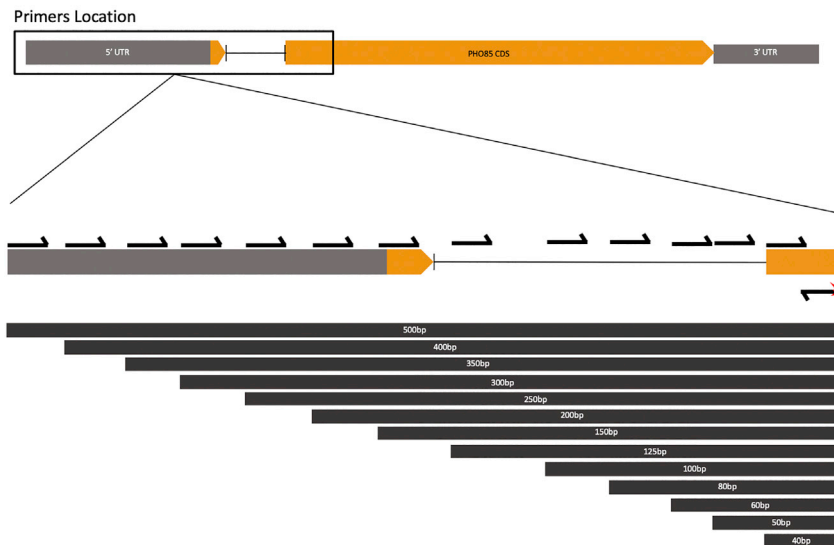 Primers Location
5' UTR
PHO85 CDS
3' UTR
500bp
400bp
350bp
300bp
250bp
200bp
150bp
125bp
100bp
80bp
60bp
50bp
40bp